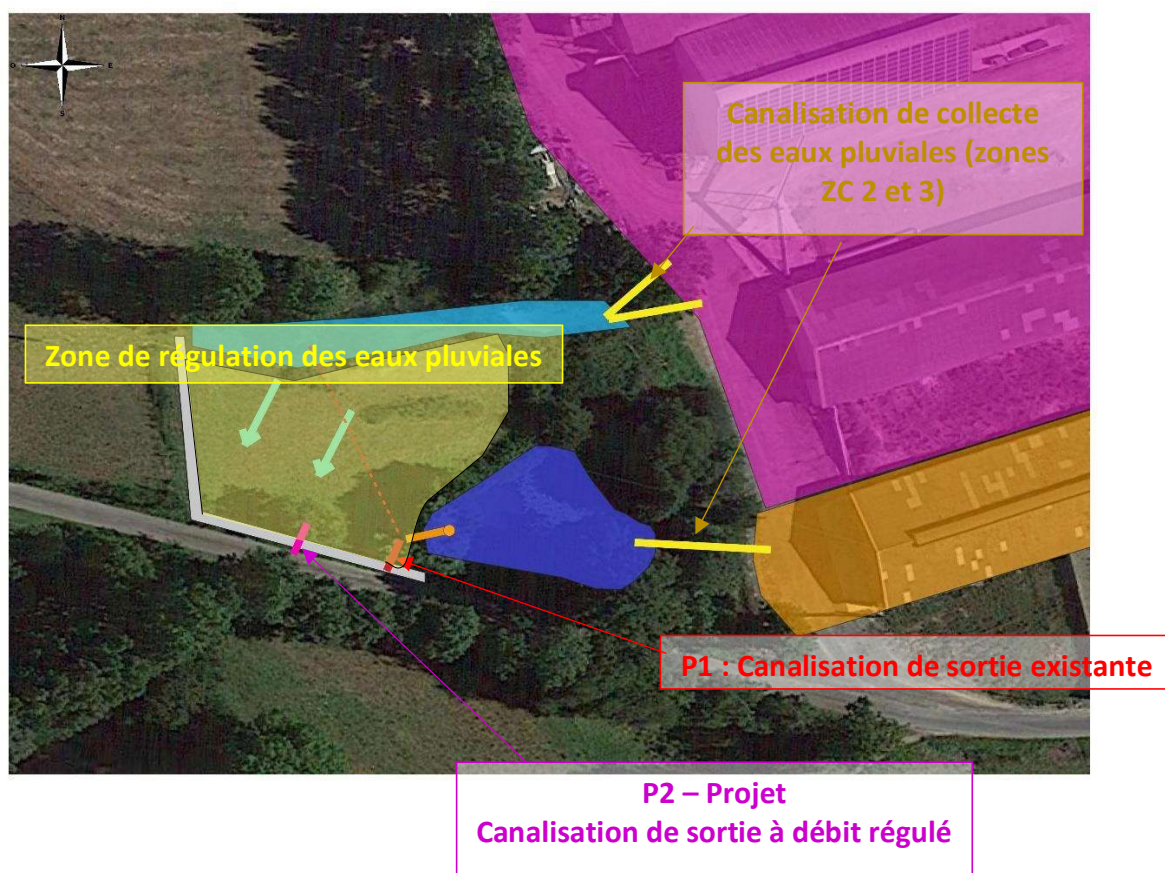 N
O E
S
Canalisation de collecte
des eaux pluviales (zones
ZC 2 et 3)
Zone de régulation des eaux pluviales
P1 : Canalisation de sortie existante
P2 – Projet
Canalisation de sortie à débit régulé